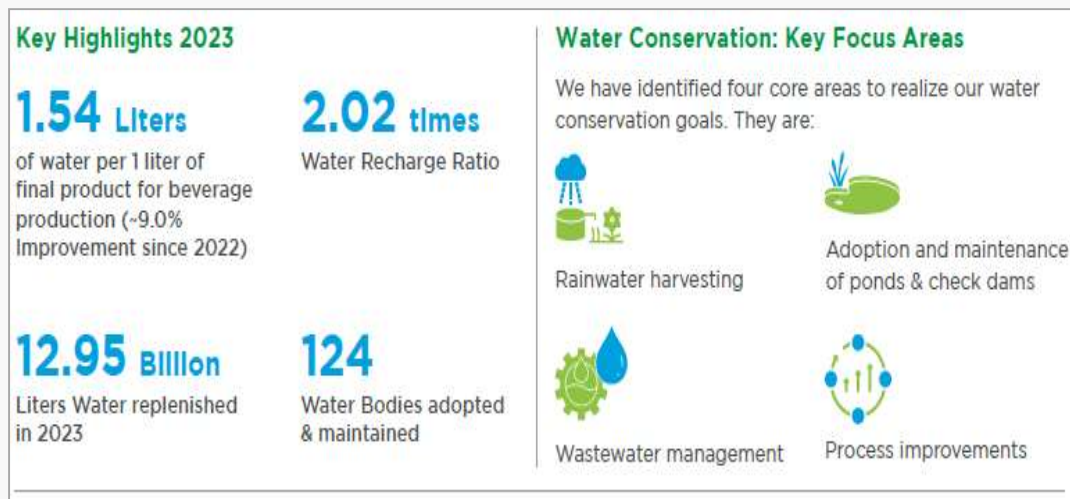 Key Highlights 2023
1.54 Liters
of water per 1 liter of
final product for beverage
production (~9.0%
Improvement since 2022)
2.02 times
Water Recharge Ratio
12.95 Billion
Liters Water replenished
in 2023
124
Water Bodies adopted
& maintained
Water Conservation: Key Focus Areas
We have identified four core areas to realize our water
conservation goals. They are:
Rainwater harvesting
Adoption and maintenance
of ponds & check dams
Wastewater management
Process improvements